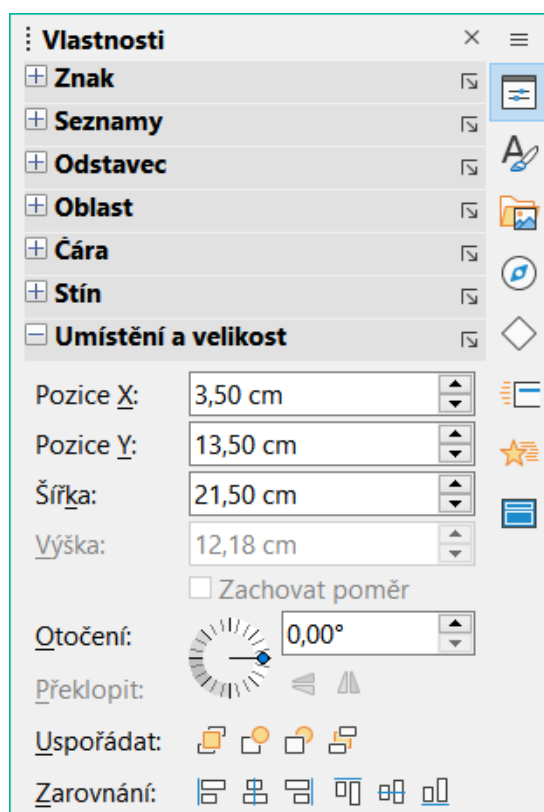 Vlastnosti
Znak
Seznamy
Odstavec
Oblast
Čára
Stín
Umístění a velikost
Pozice X: 3,50 cm
Pozice Y: 13,50 cm
Šířka: 21,50 cm
Výška: 12,18 cm
Zachovat poměr
Otočení: 0,00°
Překlopit:
Uspořádat:
Zarovnání: